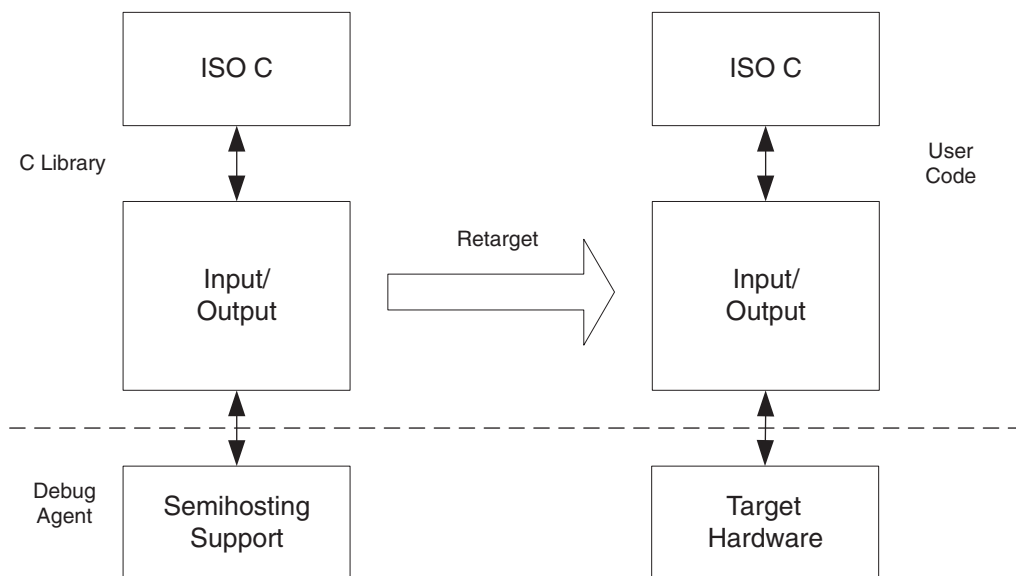 ISO C
ISO C
C Library
User
Code
Retarget
Input/
Output
Input/
Output
Debug
Agent
Semihosting
Support
Target
Hardware